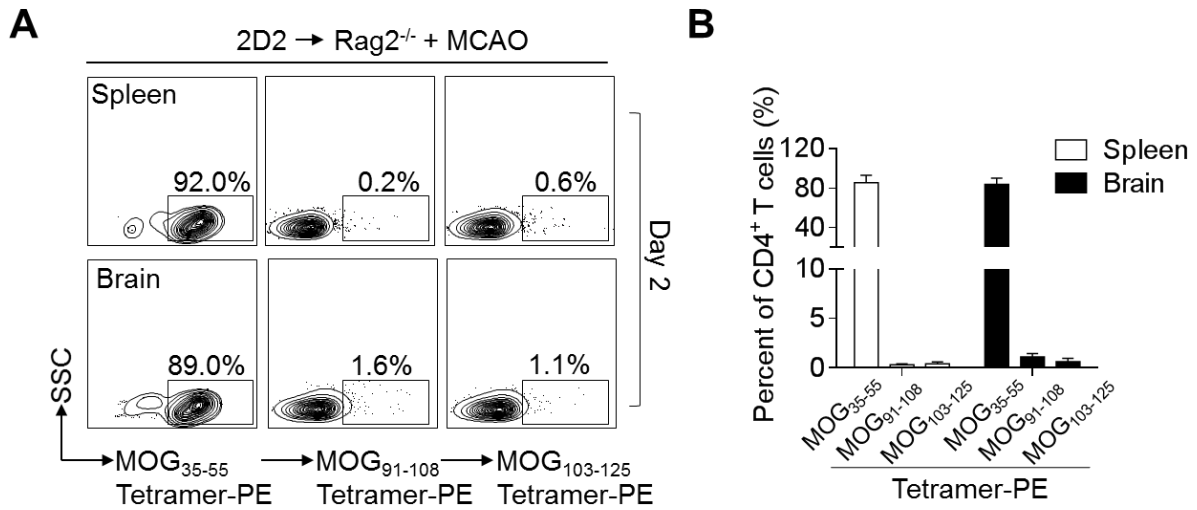 A
2D2 → Rag2-/- + MCAO
Spleen
92.0%
0.2%
0.6%
Brain
89.0%
1.6%
1.1%
Day 2
SSC
MOG35-55
Tetramer-PE
MOG91-108
Tetramer-PE
MOG103-125
Tetramer-PE
B
Percent of CD4+ T cells (%)
120
80
40
10
5
0
Spleen
Brain
MOG35-55
MOG91-108
MOG103-125
MOG35-55
MOG91-108
MOG103-125
Tetramer-PE